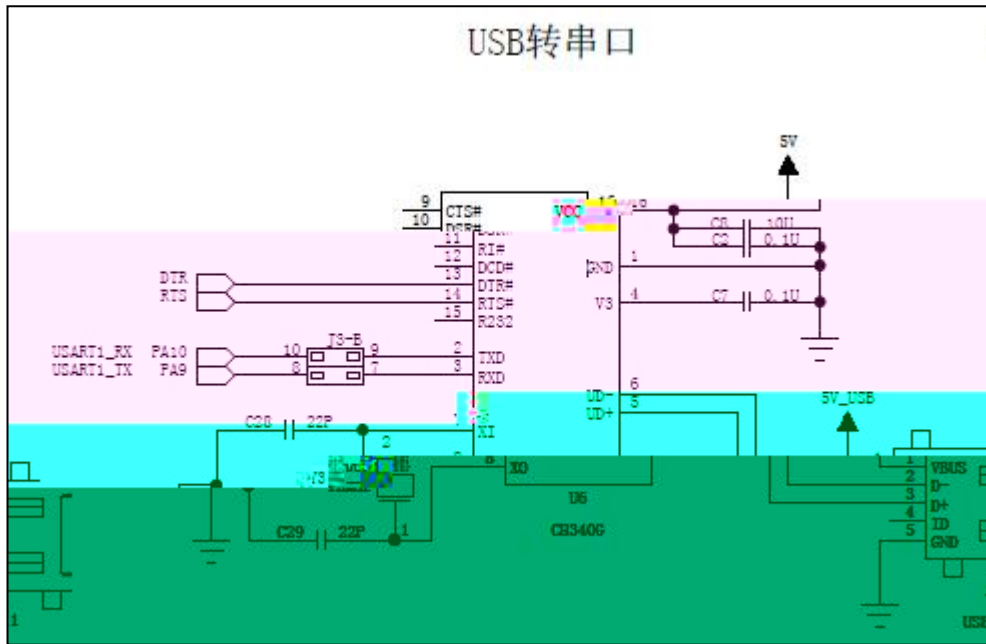 USB转串口
5V
9 CTS# VCC 16
10 DSR# C8 10U
11 RI# C2 0.1U
12 DCD# GND 1
DTR 13 DTR#
RTS 14 RTS# V3 4 C7 0.1U
15 R232
J3-B
USART1_RX PA10 10 9 2 TXD
USART1_TX PA9 8 7 3 RXD
UD- 6
UD+ 5 5V_USB
C28 22P XI
2
8 XO 1 VBUS
U6 2 D-
3 D+
C29 22P 1 CH340G 4 ID
5 GND
1